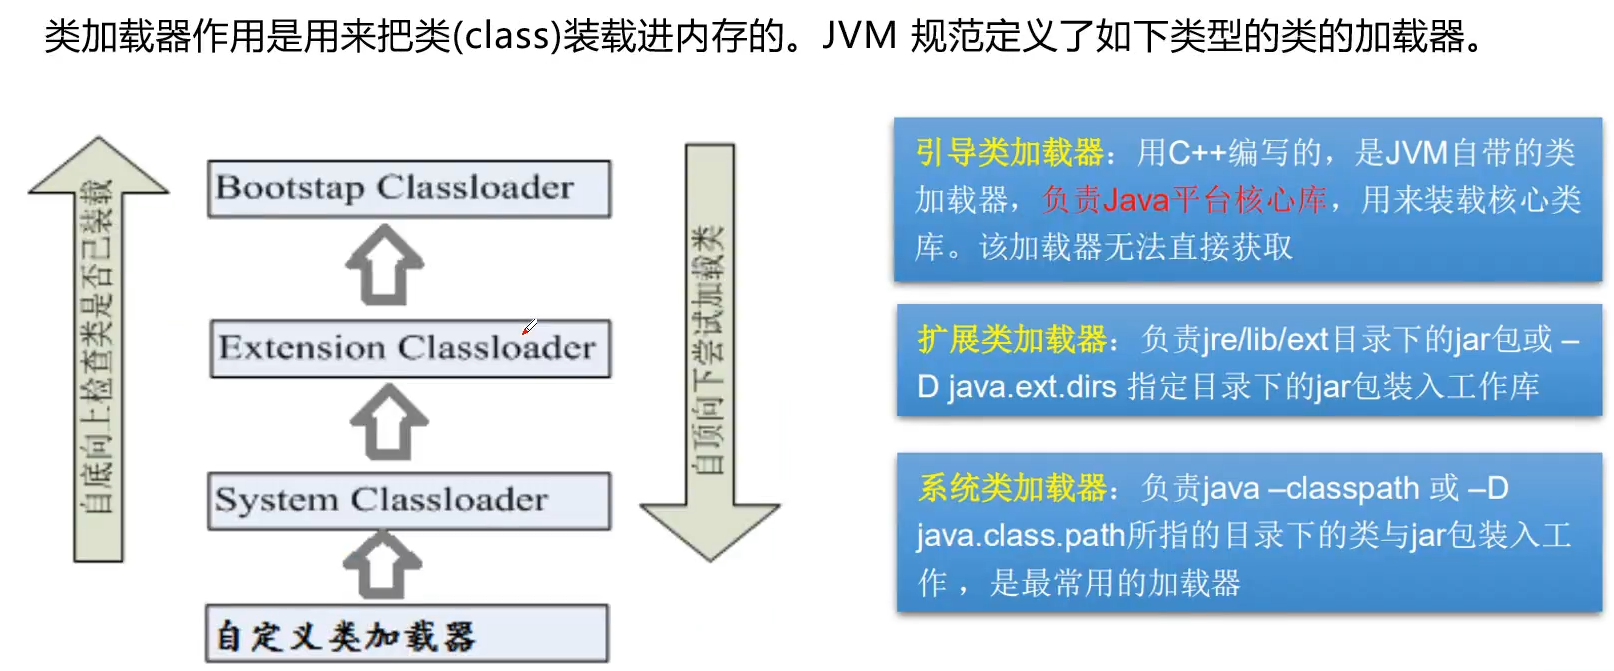 类加载器作用是用来把类(class)装载进内存的。JVM 规范定义了如下类型的类的加载器。
自底向上检查类是否已装载
Bootstap Classloader
Extension Classloader
System Classloader
自定义类加载器
自顶向下尝试加载类
引导类加载器：用C++编写的，是JVM自带的类
加载器，负责Java平台核心库，用来装载核心类
库。该加载器无法直接获取
扩展类加载器：负责jre/lib/ext目录下的jar包或 –
D java.ext.dirs 指定目录下的jar包装入工作库
系统类加载器：负责java –classpath 或 –D
java.class.path所指的目录下的类与jar包装入工
作 ，是最常用的加载器